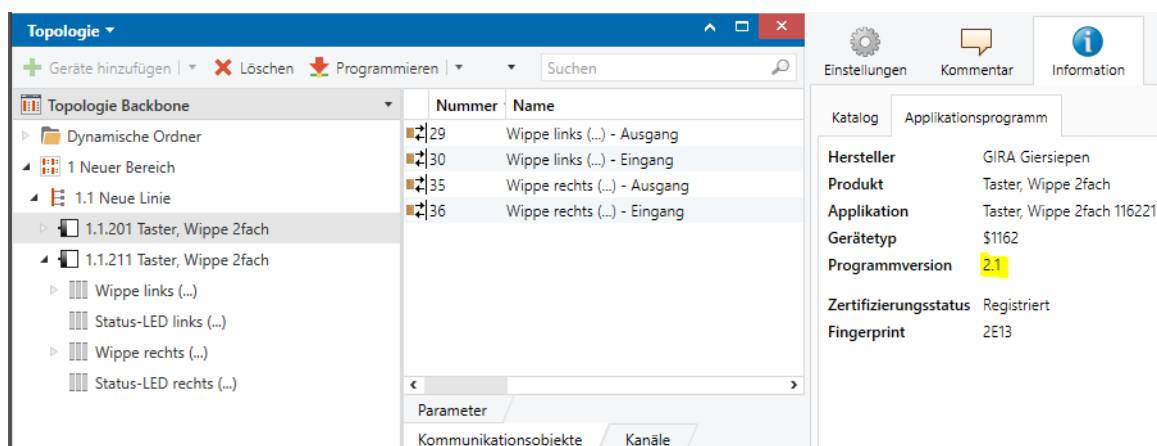 Topologie
Geräte hinzufügen
Löschen
Programmieren
Suchen
Topologie Backbone
Dynamische Ordner
1 Neuer Bereich
1.1 Neue Linie
1.1.201 Taster, Wippe 2fach
1.1.211 Taster, Wippe 2fach
Wippe links (...)
Status-LED links (...)
Wippe rechts (...)
Status-LED rechts (...)
Nummer Name
29 Wippe links (...) - Ausgang
30 Wippe links (...) - Eingang
35 Wippe rechts (...) - Ausgang
36 Wippe rechts (...) - Eingang
Parameter
Kommunikationsobjekte Kanäle
Einstellungen Kommentar Information
Katalog Applikationsprogramm
Hersteller GIRA Giersiepen
Produkt Taster, Wippe 2fach
Applikation Taster, Wippe 2fach 116221
Gerätetyp $1162
Programmversion 2.1
Zertifizierungsstatus Registriert
Fingerprint 2E13